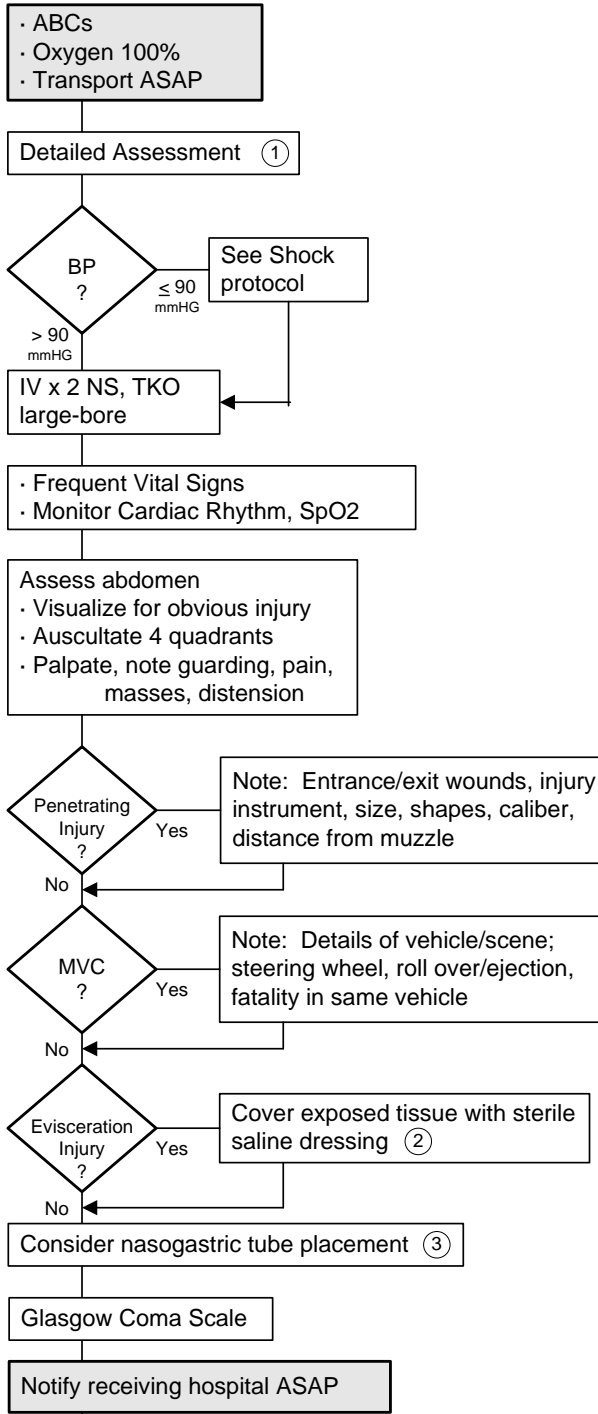 · ABCs
· Oxygen 100%
· Transport ASAP
Detailed Assessment 1
BP
?
≤ 90
mmHG
See Shock
protocol
> 90
mmHG
IV x 2 NS, TKO
large-bore
· Frequent Vital Signs
· Monitor Cardiac Rhythm, SpO2
Assess abdomen
· Visualize for obvious injury
· Auscultate 4 quadrants
· Palpate, note guarding, pain,
masses, distension
Penetrating
Injury
?
Yes
Note: Entrance/exit wounds, injury
instrument, size, shapes, caliber,
distance from muzzle
No
MVC
?
Yes
Note: Details of vehicle/scene;
steering wheel, roll over/ejection,
fatality in same vehicle
No
Evisceration
Injury
?
Yes
Cover exposed tissue with sterile
saline dressing 2
No
Consider nasogastric tube placement 3
Glasgow Coma Scale
Notify receiving hospital ASAP